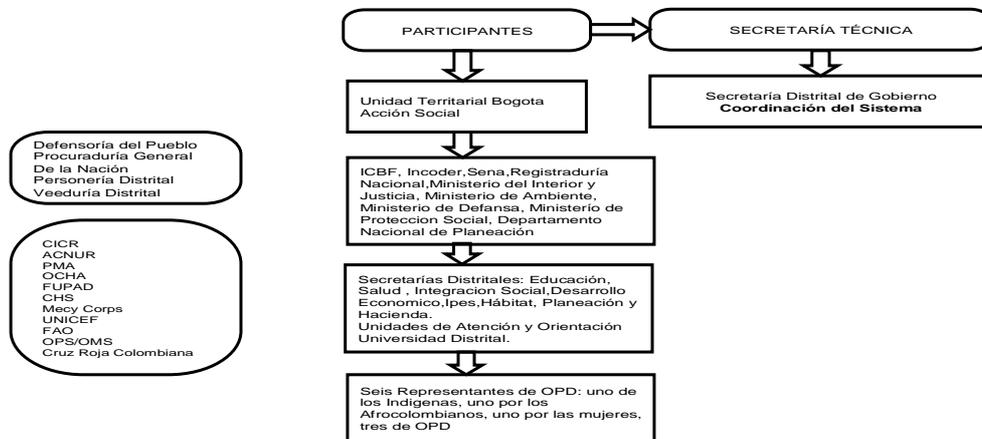 PARTICIPANTES
SECRETARÍA TÉCNICA
Unidad Territorial Bogota
Acción Social
Secretaría Distrital de Gobierno
Coordinación del Sistema
Defensoría del Pueblo
Procuraduría General
De la Nación
Personería Distrital
Veeduría Distrital
ICBF, Incoder,Sena,Registraduría
Nacional,Ministerio del Interior y
Justicia, Ministerio de Ambiente,
Ministerio de Defansa, Ministerío de
Proteccion Social, Departamento
Nacional de Planeación
CICR
ACNUR
PMA
OCHA
FUPAD
CHS
Mecy Corps
UNICEF
FAO
OPS/OMS
Cruz Roja Colombiana
Secretarías Distritales: Educación,
Salud , Integracion Social,Desarrollo
Economico,Ipes,Hábitat, Planeación y
Hacienda.
Unidades de Atención y Orientación
Universidad Distrital.
Seis Representantes de OPD: uno de
los Indigenas, uno por los
Afrocolombianos, uno por las mujeres,
tres de OPD